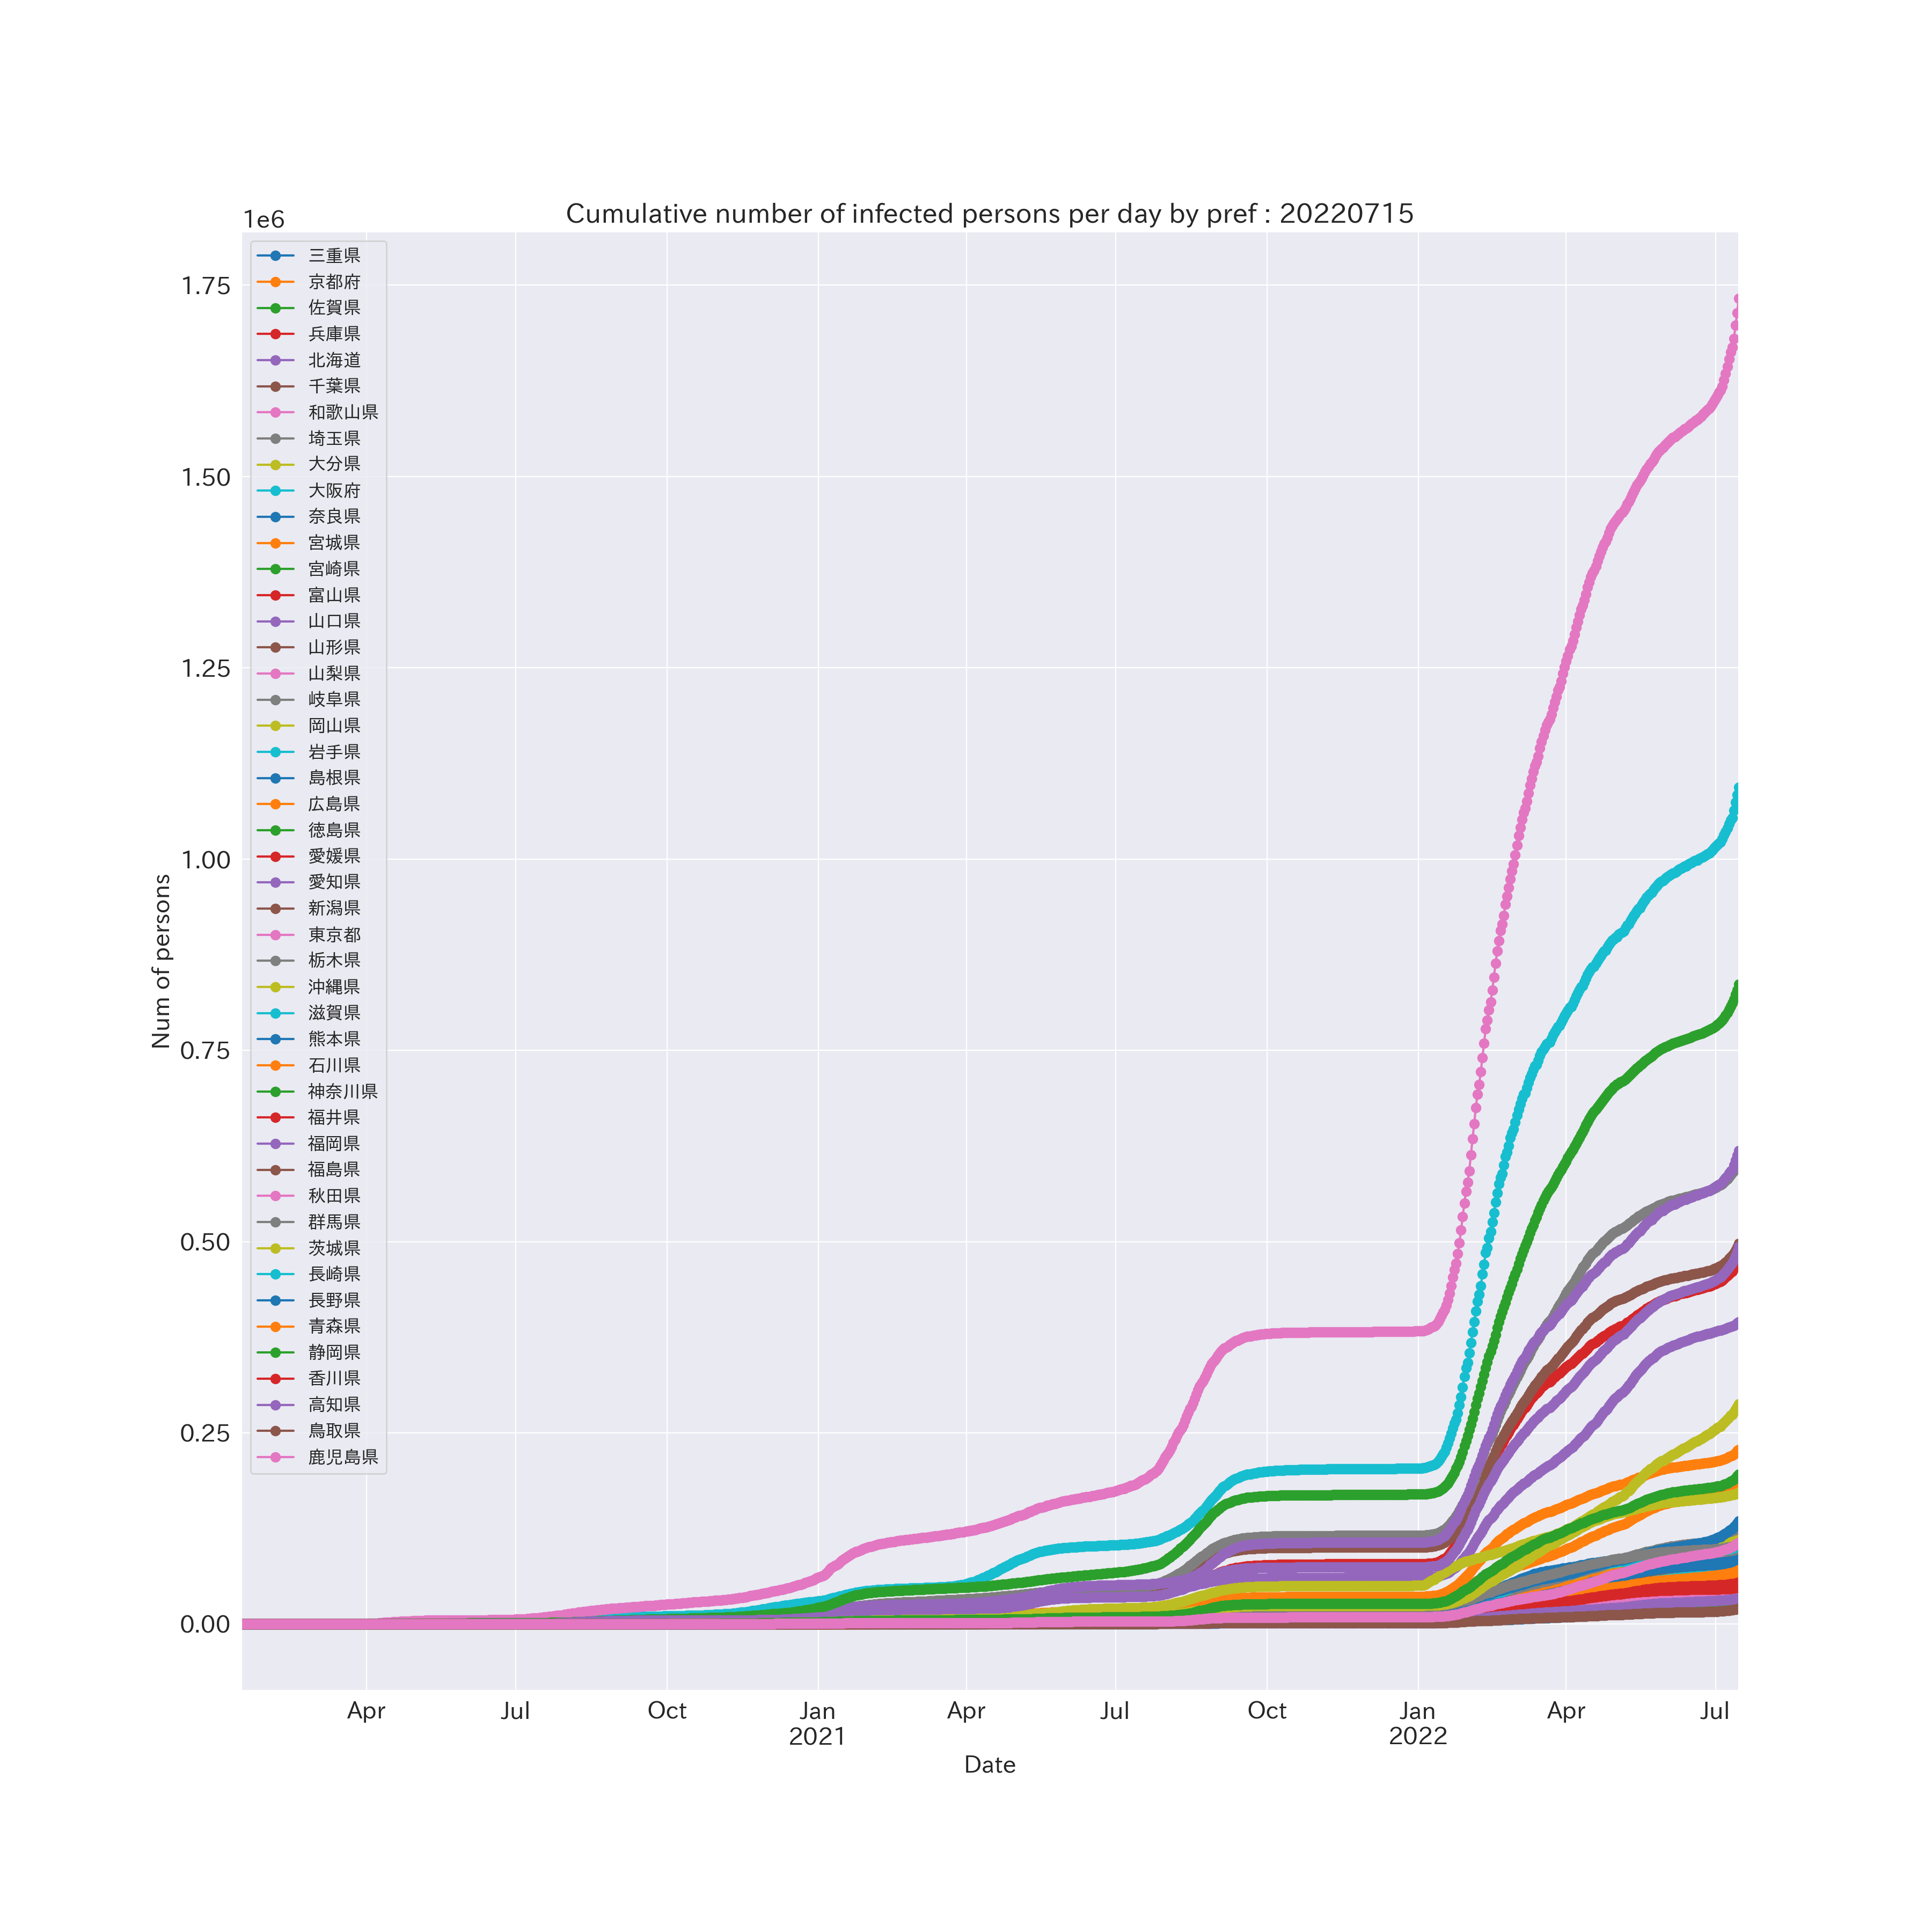 Cumulative number of infected persons per day by pref : 20220715
1e6
1.75
1.50
1.25
1.00
0.75
0.50
0.25
0.00
Num of persons
三重県
京都府
佐賀県
兵庫県
北海道
千葉県
和歌山県
埼玉県
大分県
大阪府
奈良県
宮城県
宮崎県
富山県
山口県
山形県
山梨県
岐阜県
岡山県
岩手県
島根県
広島県
徳島県
愛媛県
愛知県
新潟県
東京都
栃木県
沖縄県
滋賀県
熊本県
石川県
神奈川県
福井県
福岡県
福島県
秋田県
群馬県
茨城県
長崎県
長野県
青森県
静岡県
香川県
高知県
鳥取県
鹿児島県
Apr
Jul
Oct
Jan
2021
Apr
Jul
Oct
Jan
2022
Apr
Jul
Date